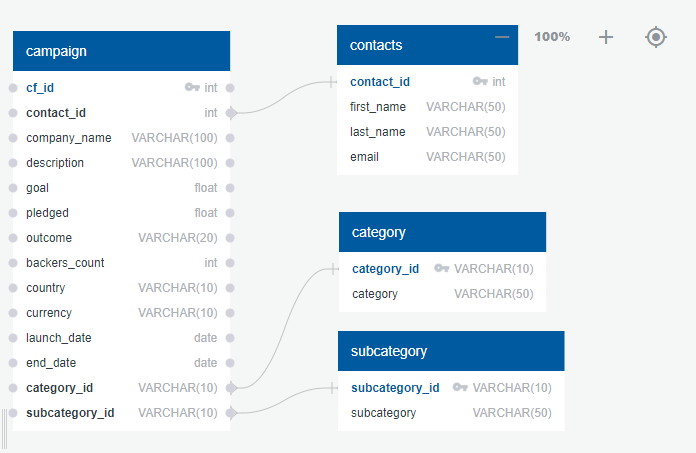 campaign
cf_id int
contact_id int
company_name VARCHAR(100)
description VARCHAR(100)
goal float
pledged float
outcome VARCHAR(20)
backers_count int
country VARCHAR(10)
currency VARCHAR(10)
launch_date date
end_date date
category_id VARCHAR(10)
subcategory_id VARCHAR(10)
contacts
contact_id int
first_name VARCHAR(50)
last_name VARCHAR(50)
email VARCHAR(50)
100%
category
category_id VARCHAR(10)
category VARCHAR(50)
subcategory
subcategory_id VARCHAR(10)
subcategory VARCHAR(50)